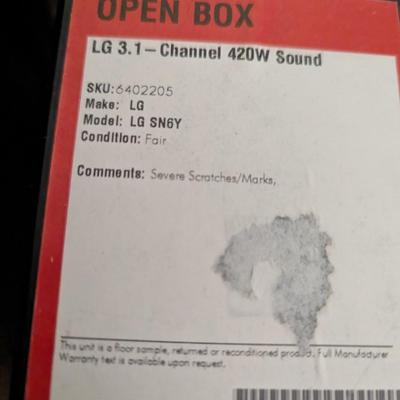 OPEN BOX
LG 3.1-Channel 420W Sound
SKU:6402205
Make: LG
Model: LG SN6Y
Condition: Fair
Comments: Severe Scratches/Marks,
This unit is a floor sample, returned or reconditioned product. Full Manufacturer
Warranty text is available upon request.